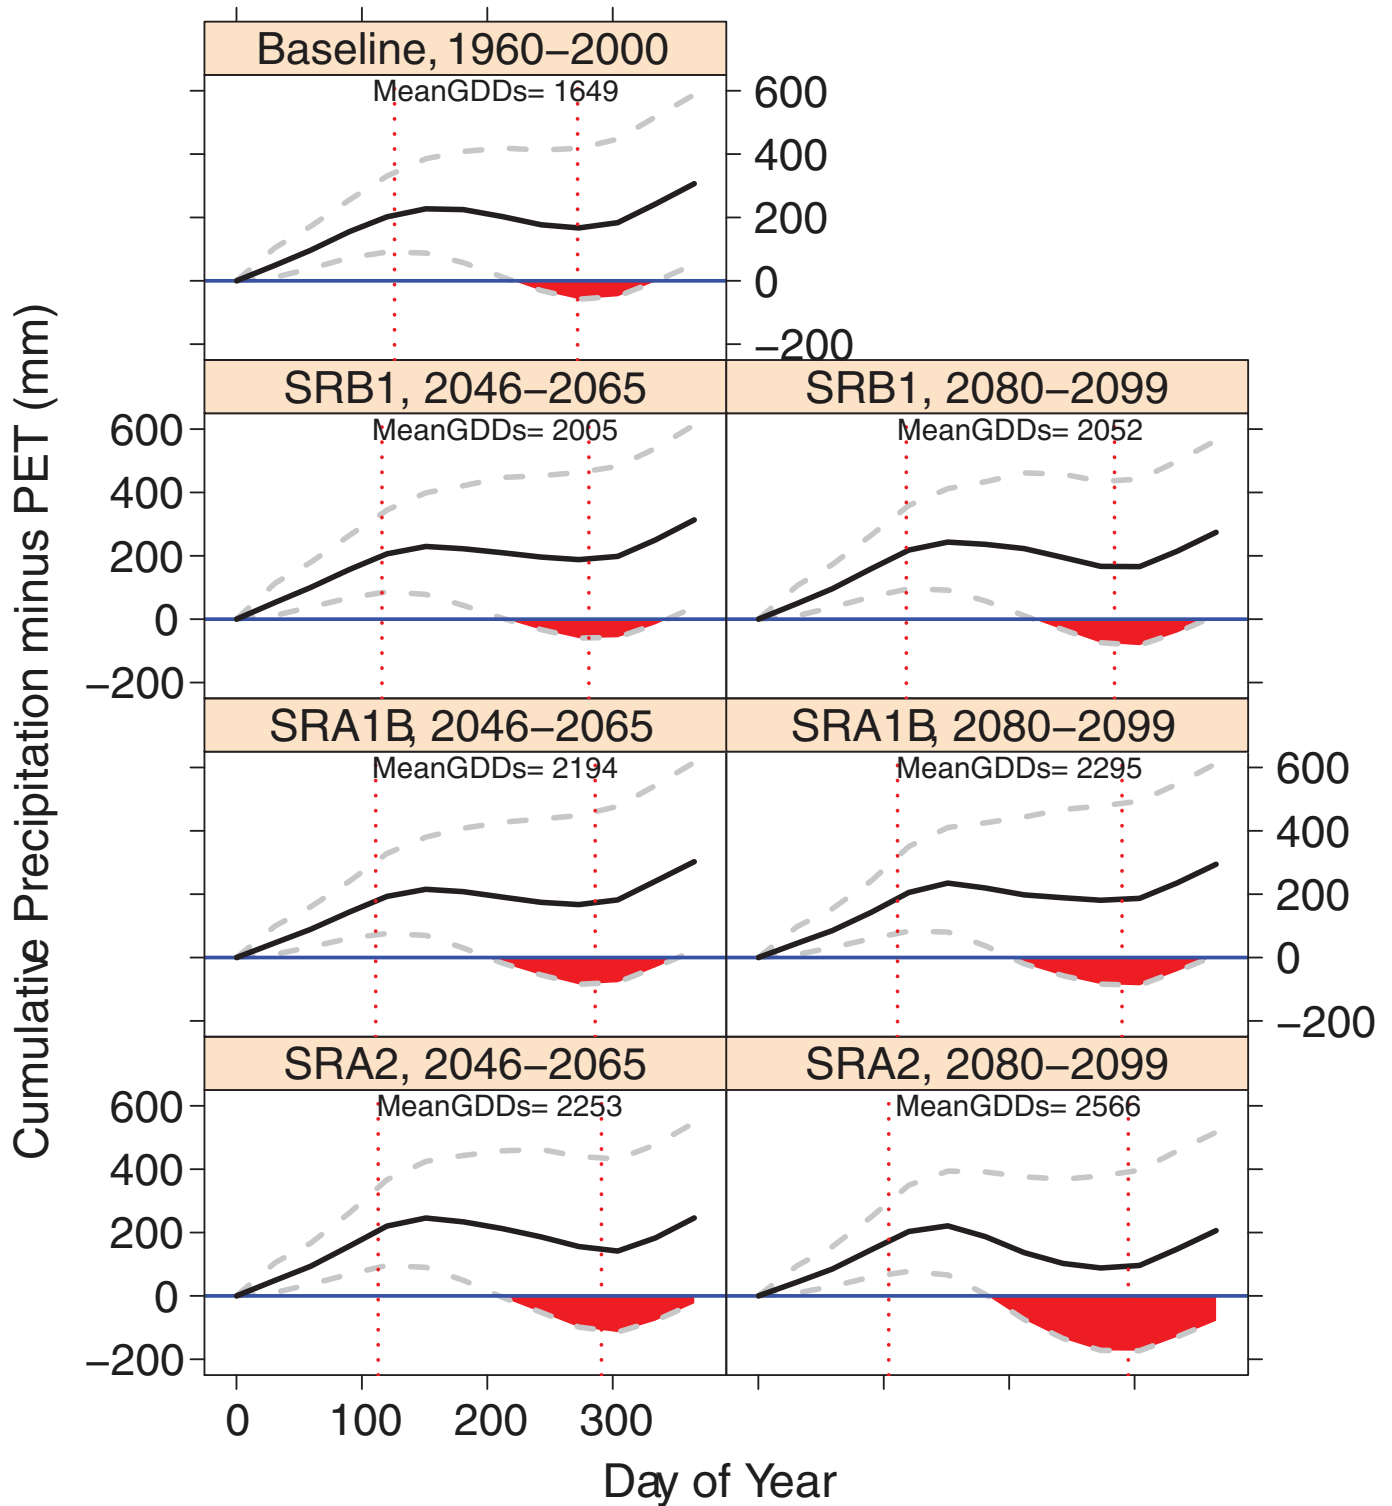 Baseline, 1960−2000
MeanGDDs= 1649
600
400
200
0
−200
SRB1, 2046−2065
SRB1, 2080−2099
MeanGDDs= 2005
MeanGDDs= 2052
600
400
200
0
−200
SRA1B, 2046−2065
SRA1B, 2080−2099
MeanGDDs= 2194
MeanGDDs= 2295
600
400
200
0
−200
SRA2, 2046−2065
SRA2, 2080−2099
MeanGDDs= 2253
MeanGDDs= 2566
600
400
200
0
−200
0 100 200 300
Day of Year
Cumulative Precipitation minus PET (mm)